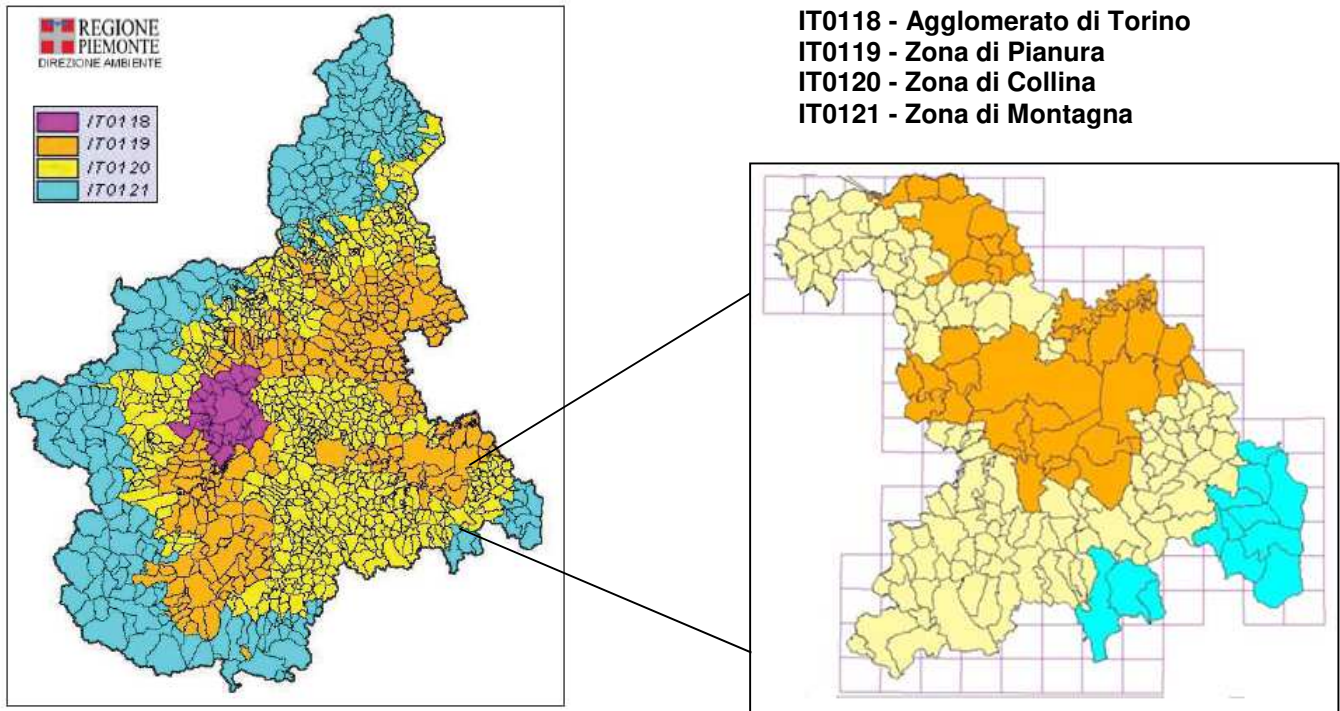 REGIONE
PIEMONTE
DIREZIONE AMBIENTE
IT0118
IT0119
IT0120
IT0121
IT0118 - Agglomerato di Torino
IT0119 - Zona di Pianura
IT0120 - Zona di Collina
IT0121 - Zona di Montagna